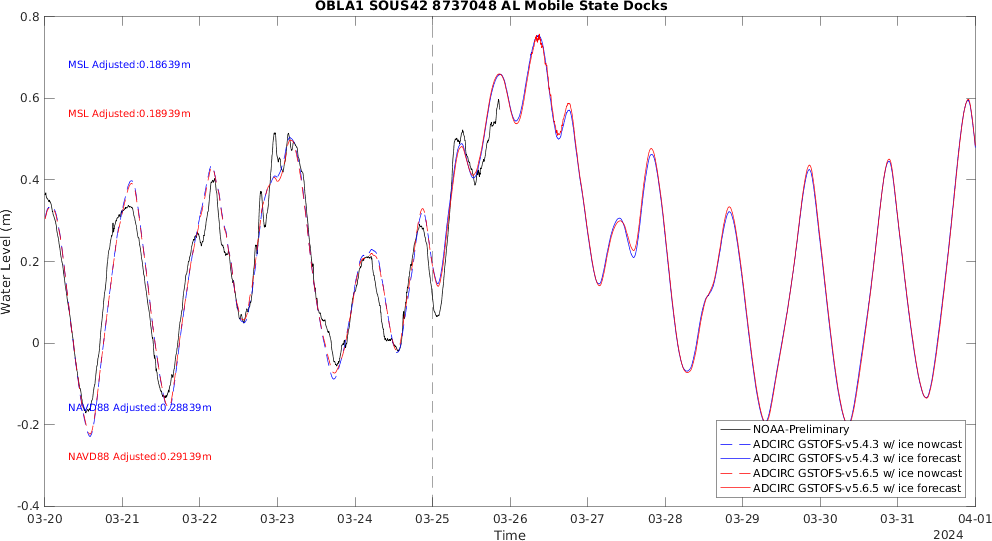 OBLA1 SOUS42 8737048 AL Mobile State Docks
0.8
0.6
0.4
0.2
0
-0.2
-0.4
Water Level (m)
MSL Adjusted:0.18639m
MSL Adjusted:0.18939m
NAVD88 Adjusted:0.28839m
NAVD88 Adjusted:0.29139m
NOAA-Preliminary
ADCIRC GSTOFS-v5.4.3 w/ ice nowcast
ADCIRC GSTOFS-v5.4.3 w/ ice forecast
ADCIRC GSTOFS-v5.6.5 w/ ice nowcast
ADCIRC GSTOFS-v5.6.5 w/ ice forecast
03-20 03-21 03-22 03-23 03-24 03-25 03-26 03-27 03-28 03-29 03-30 03-31 04-01
Time
2024